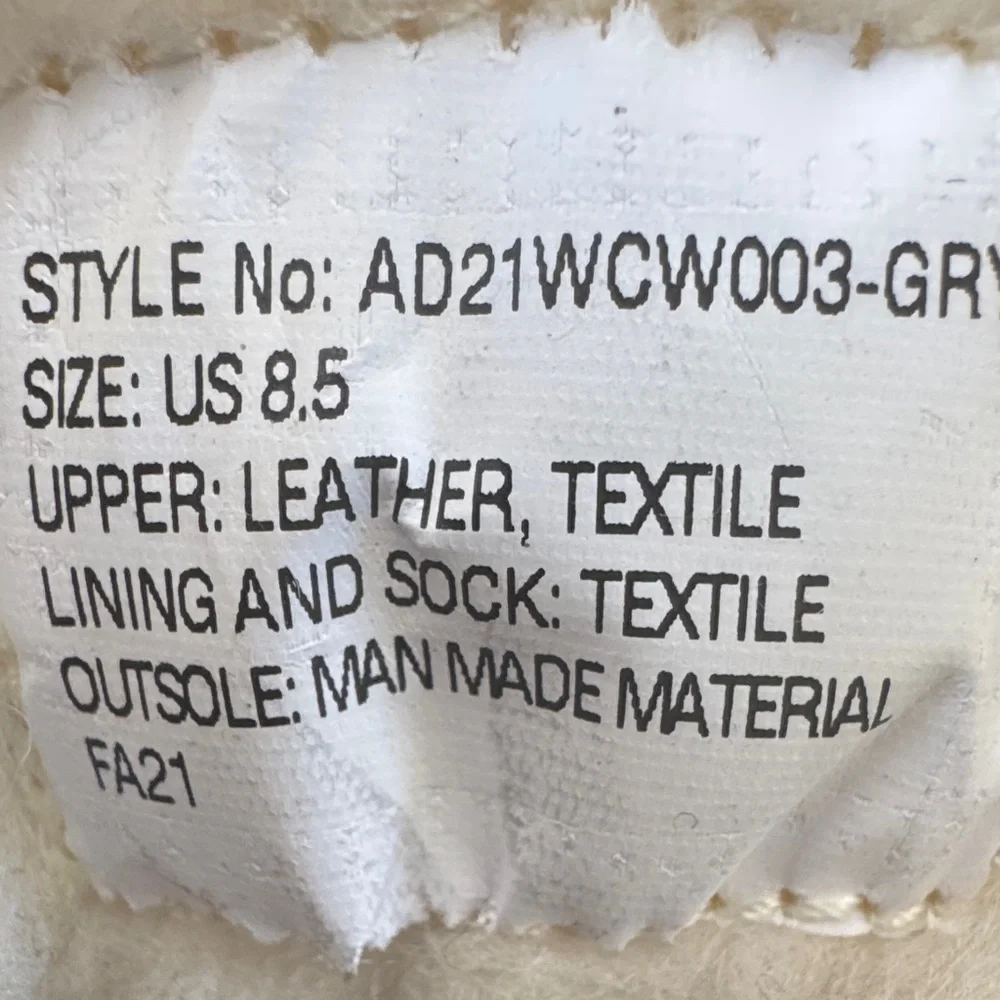 STYLE No: AD21WCW003-GRY
SIZE: US 8.5
UPPER: LEATHER, TEXTILE
LINING AND SOCK: TEXTILE
OUTSOLE: MAN MADE MATERIAL
FA21